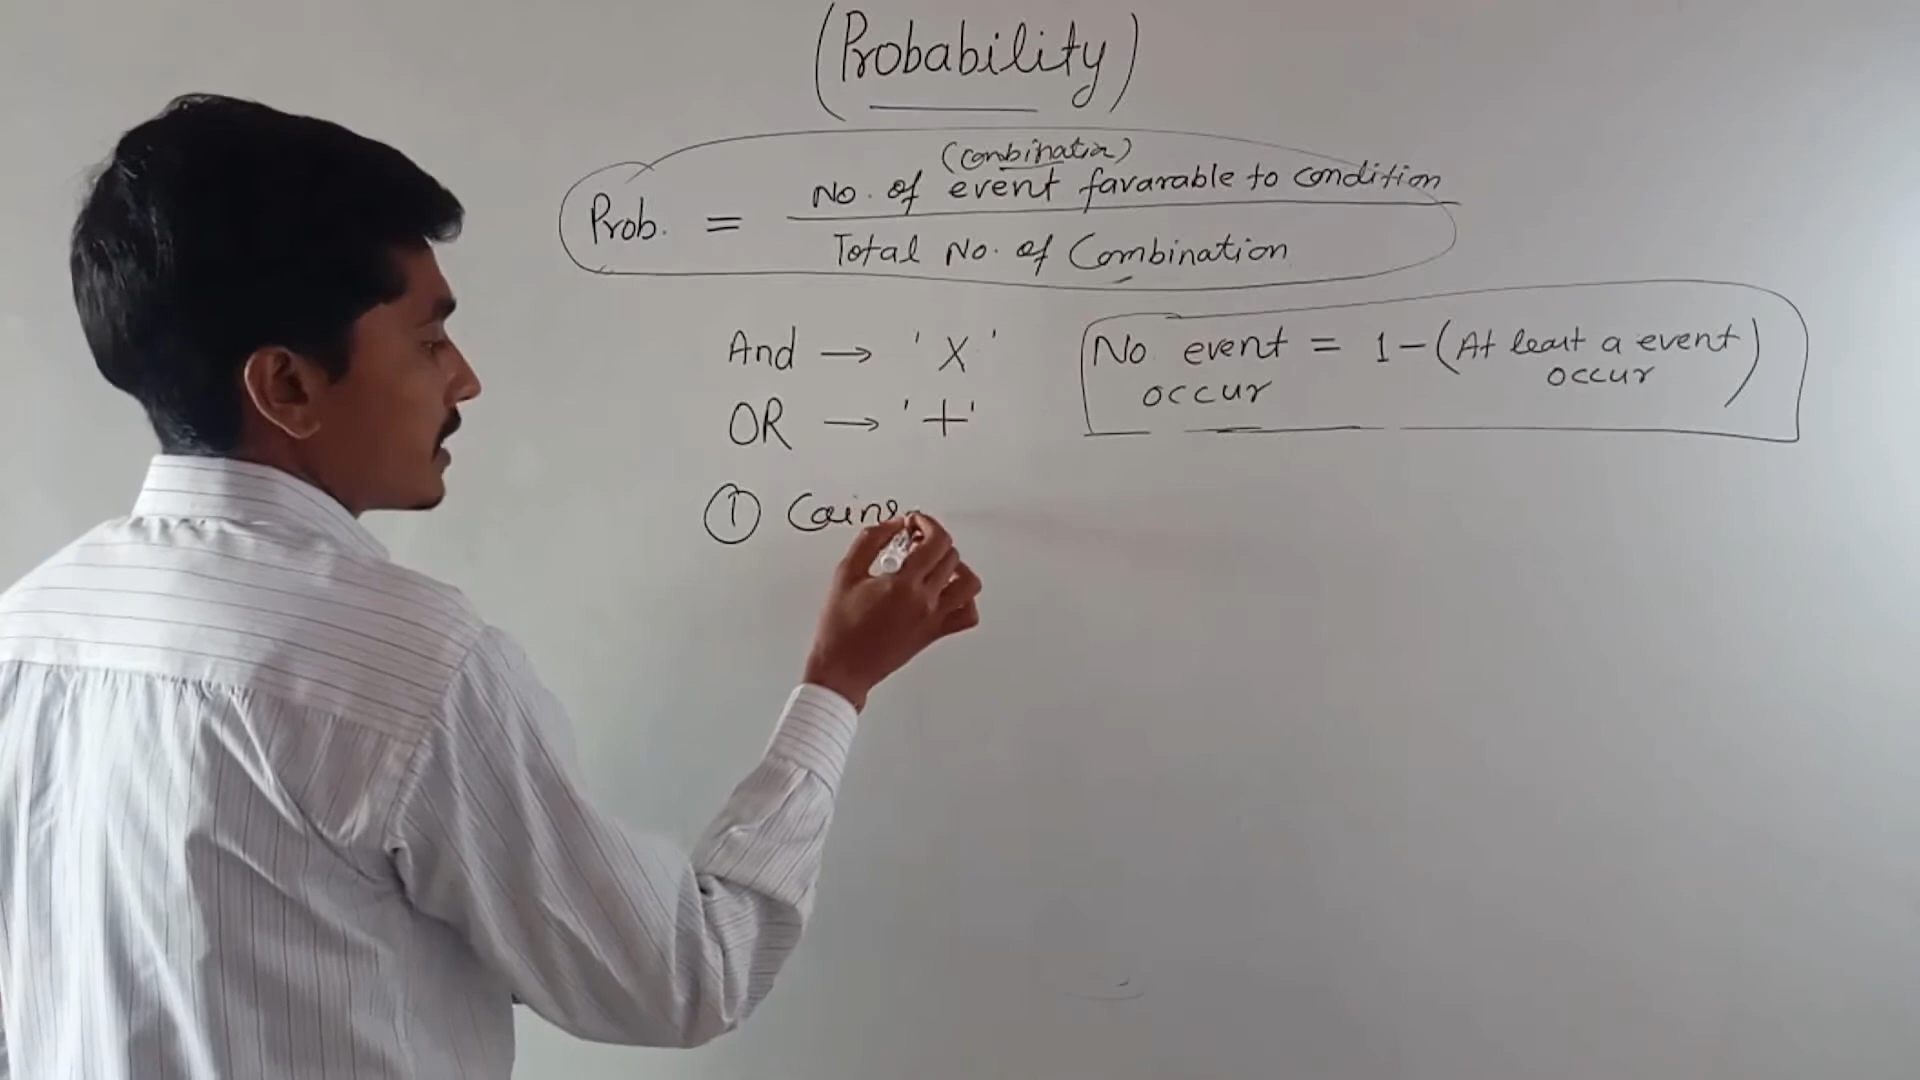 (Probability)
(Combination)
No. of event favarable to condition
Prob. =
Total No. of Combination
And → 'X'
OR → '+'
No event = 1 - (At least a event
occur occur)
① Coins